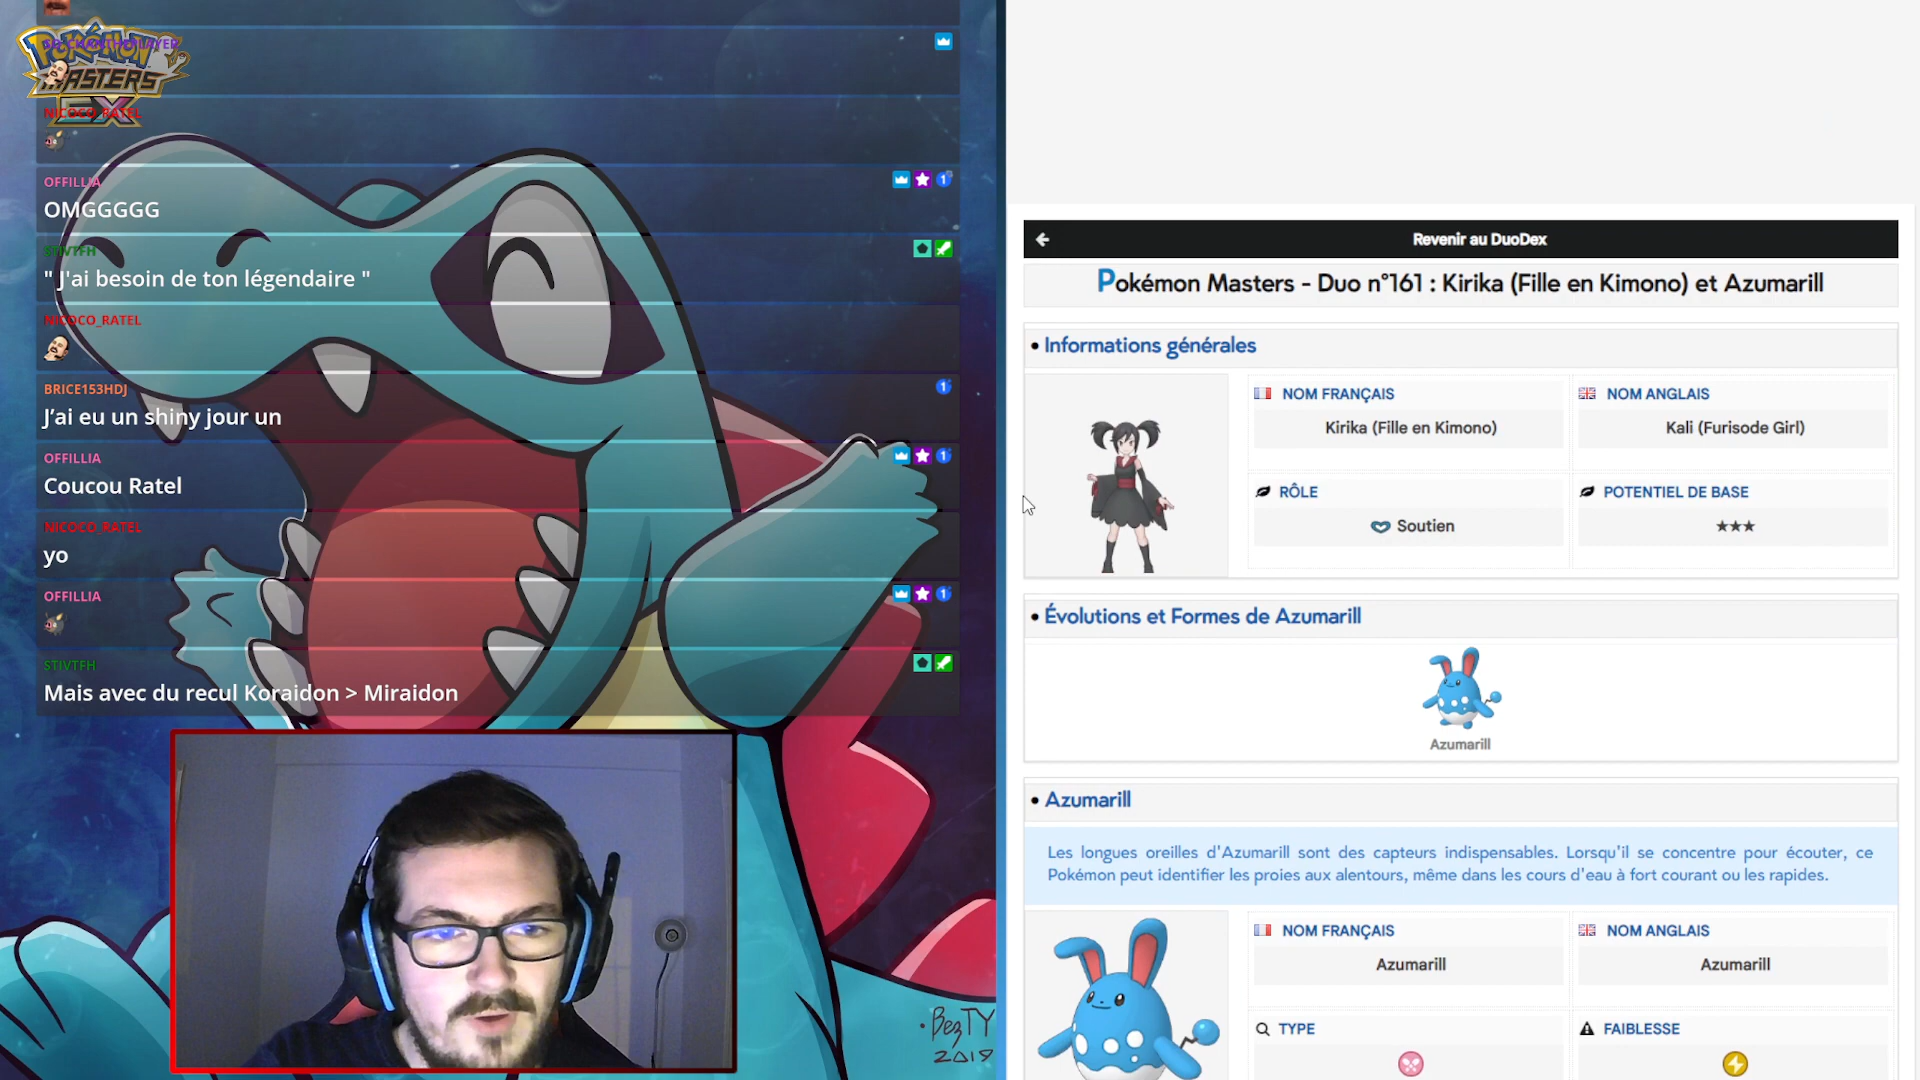 POKÉMON
MASTERS
EX
NICOCO_RATEL
OFFILLIA
OMGGGGG
STIVTFH
" J'ai besoin de ton légendaire "
NICOCO_RATEL
BRICE153HDJ
J'ai eu un shiny jour un
OFFILLIA
Coucou Ratel
NICOCO_RATEL
yo
OFFILLIA
STIVTFH
Mais avec du recul Koraidon > Miraidon
BezTY
2019
Revenir au DuoDex
Pokémon Masters - Duo n°161 : Kirika (Fille en Kimono) et Azumarill
• Informations générales
NOM FRANÇAIS
Kirika (Fille en Kimono)
NOM ANGLAIS
Kali (Furisode Girl)
RÔLE
Soutien
POTENTIEL DE BASE
★★★
• Évolutions et Formes de Azumarill
Azumarill
• Azumarill
Les longues oreilles d'Azumarill sont des capteurs indispensables. Lorsqu'il se concentre pour écouter, ce
Pokémon peut identifier les proies aux alentours, même dans les cours d'eau à fort courant ou les rapides.
NOM FRANÇAIS
Azumarill
NOM ANGLAIS
Azumarill
TYPE
FAIBLESSE